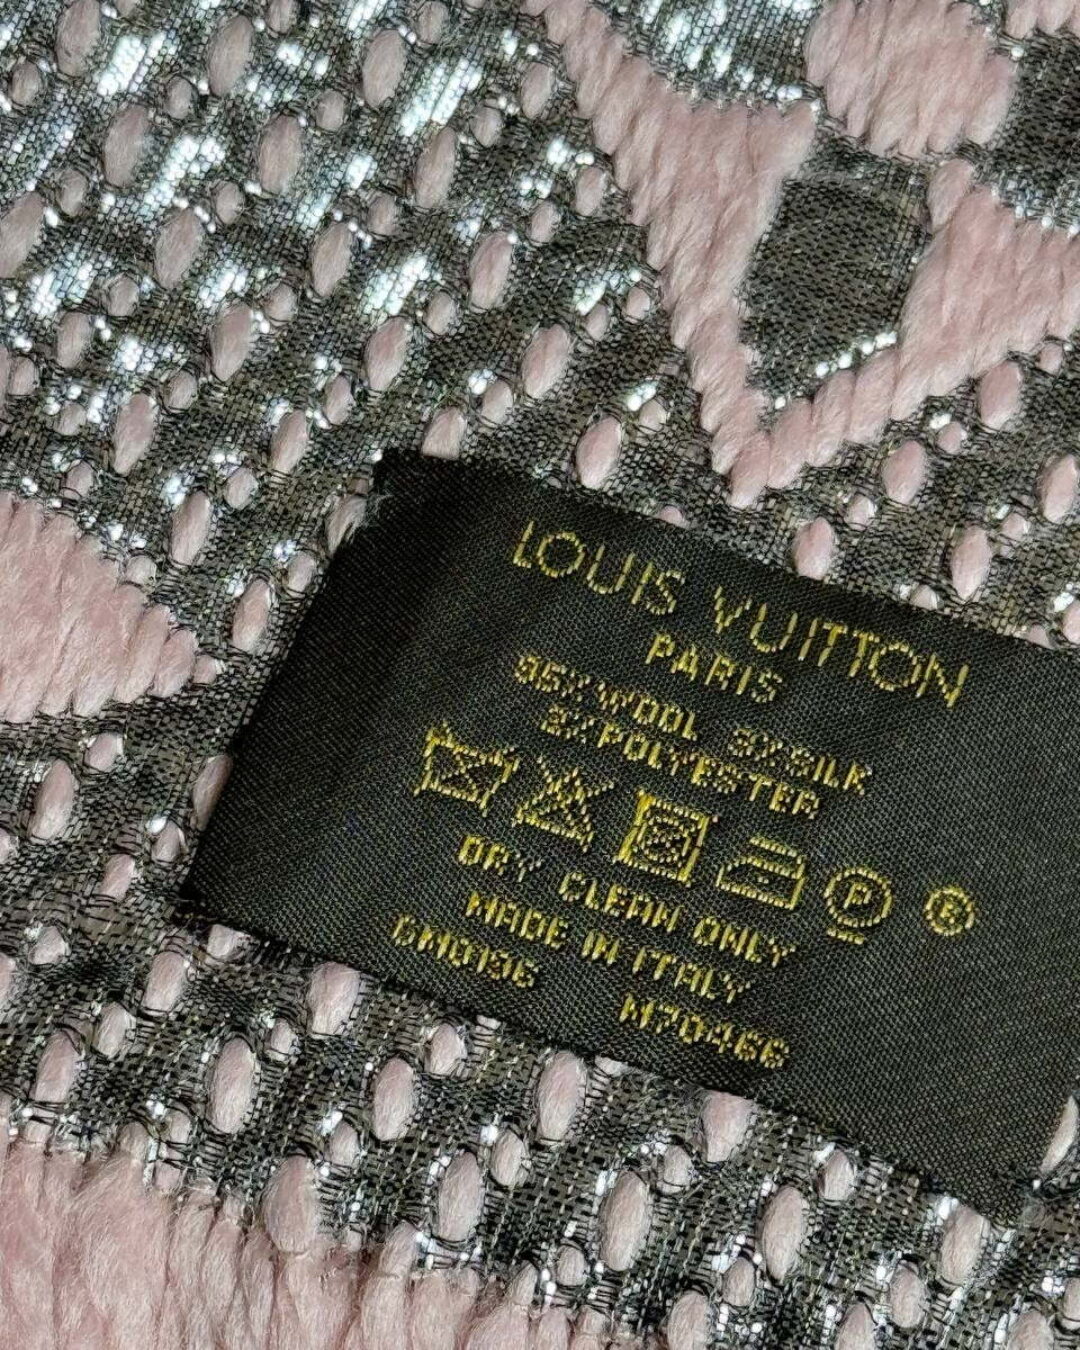 LOUIS VUITTON
PARIS
95%WOOL 3%SILK
2%POLYESTER
P
DRY CLEAN ONLY
MADE IN ITALY
M70466